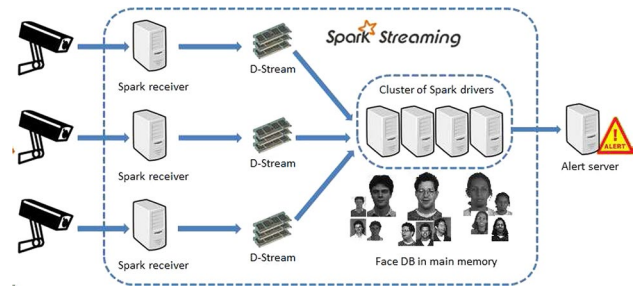 Spark Streaming
Spark receiver
D-Stream
Cluster of Spark drivers
Spark receiver
D-Stream
ALERT
Alert server
Spark receiver
D-Stream
Face DB in main memory